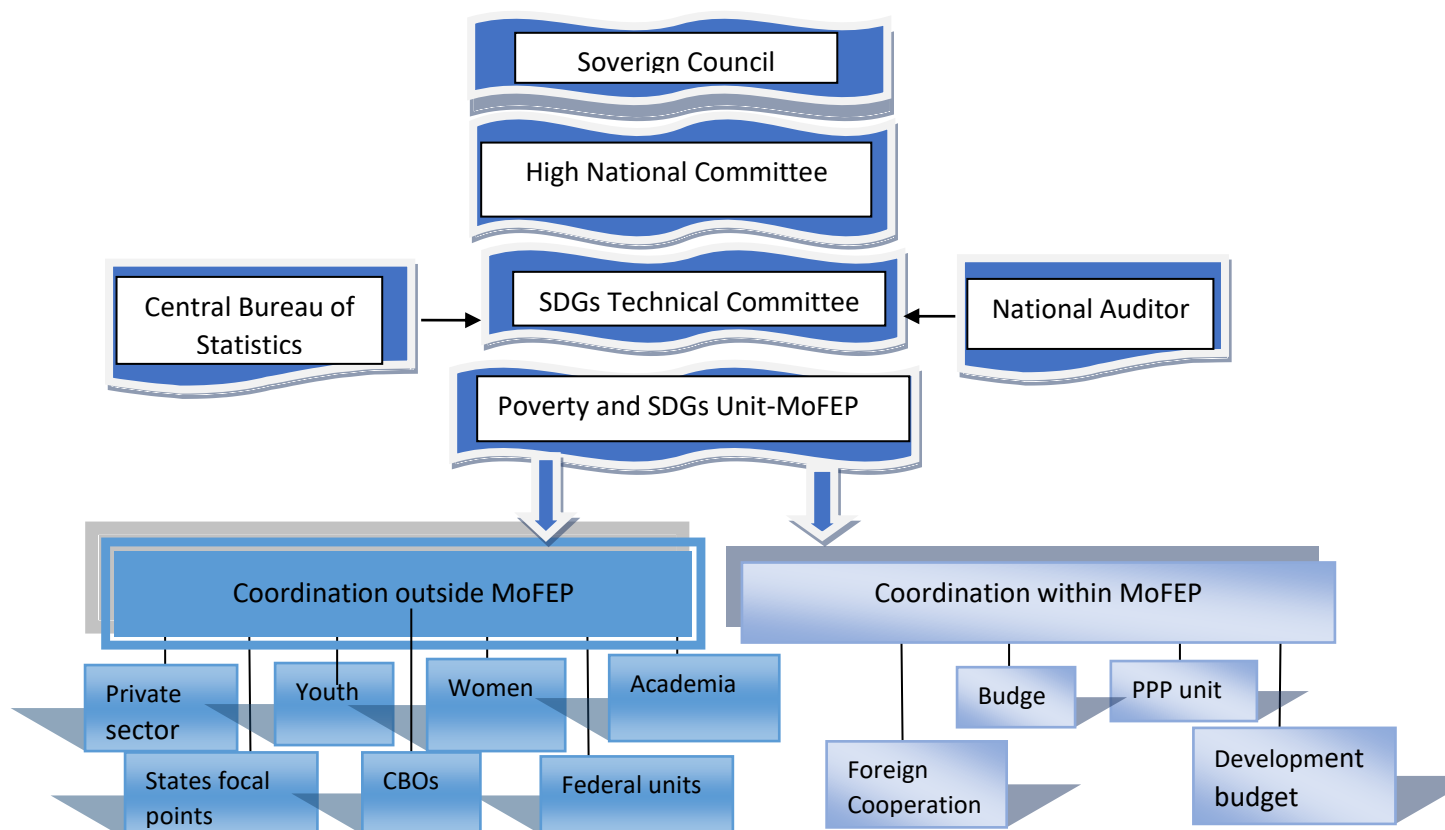 Soverign Council
High National Committee
SDGs Technical Committee
Central Bureau of
Statistics
National Auditor
Poverty and SDGs Unit-MoFEP
Coordination outside MoFEP
Coordination within MoFEP
Private
sector
Youth
Women
Academia
States focal
points
CBOs
Federal units
Budge
PPP unit
Foreign
Cooperation
Development
budget